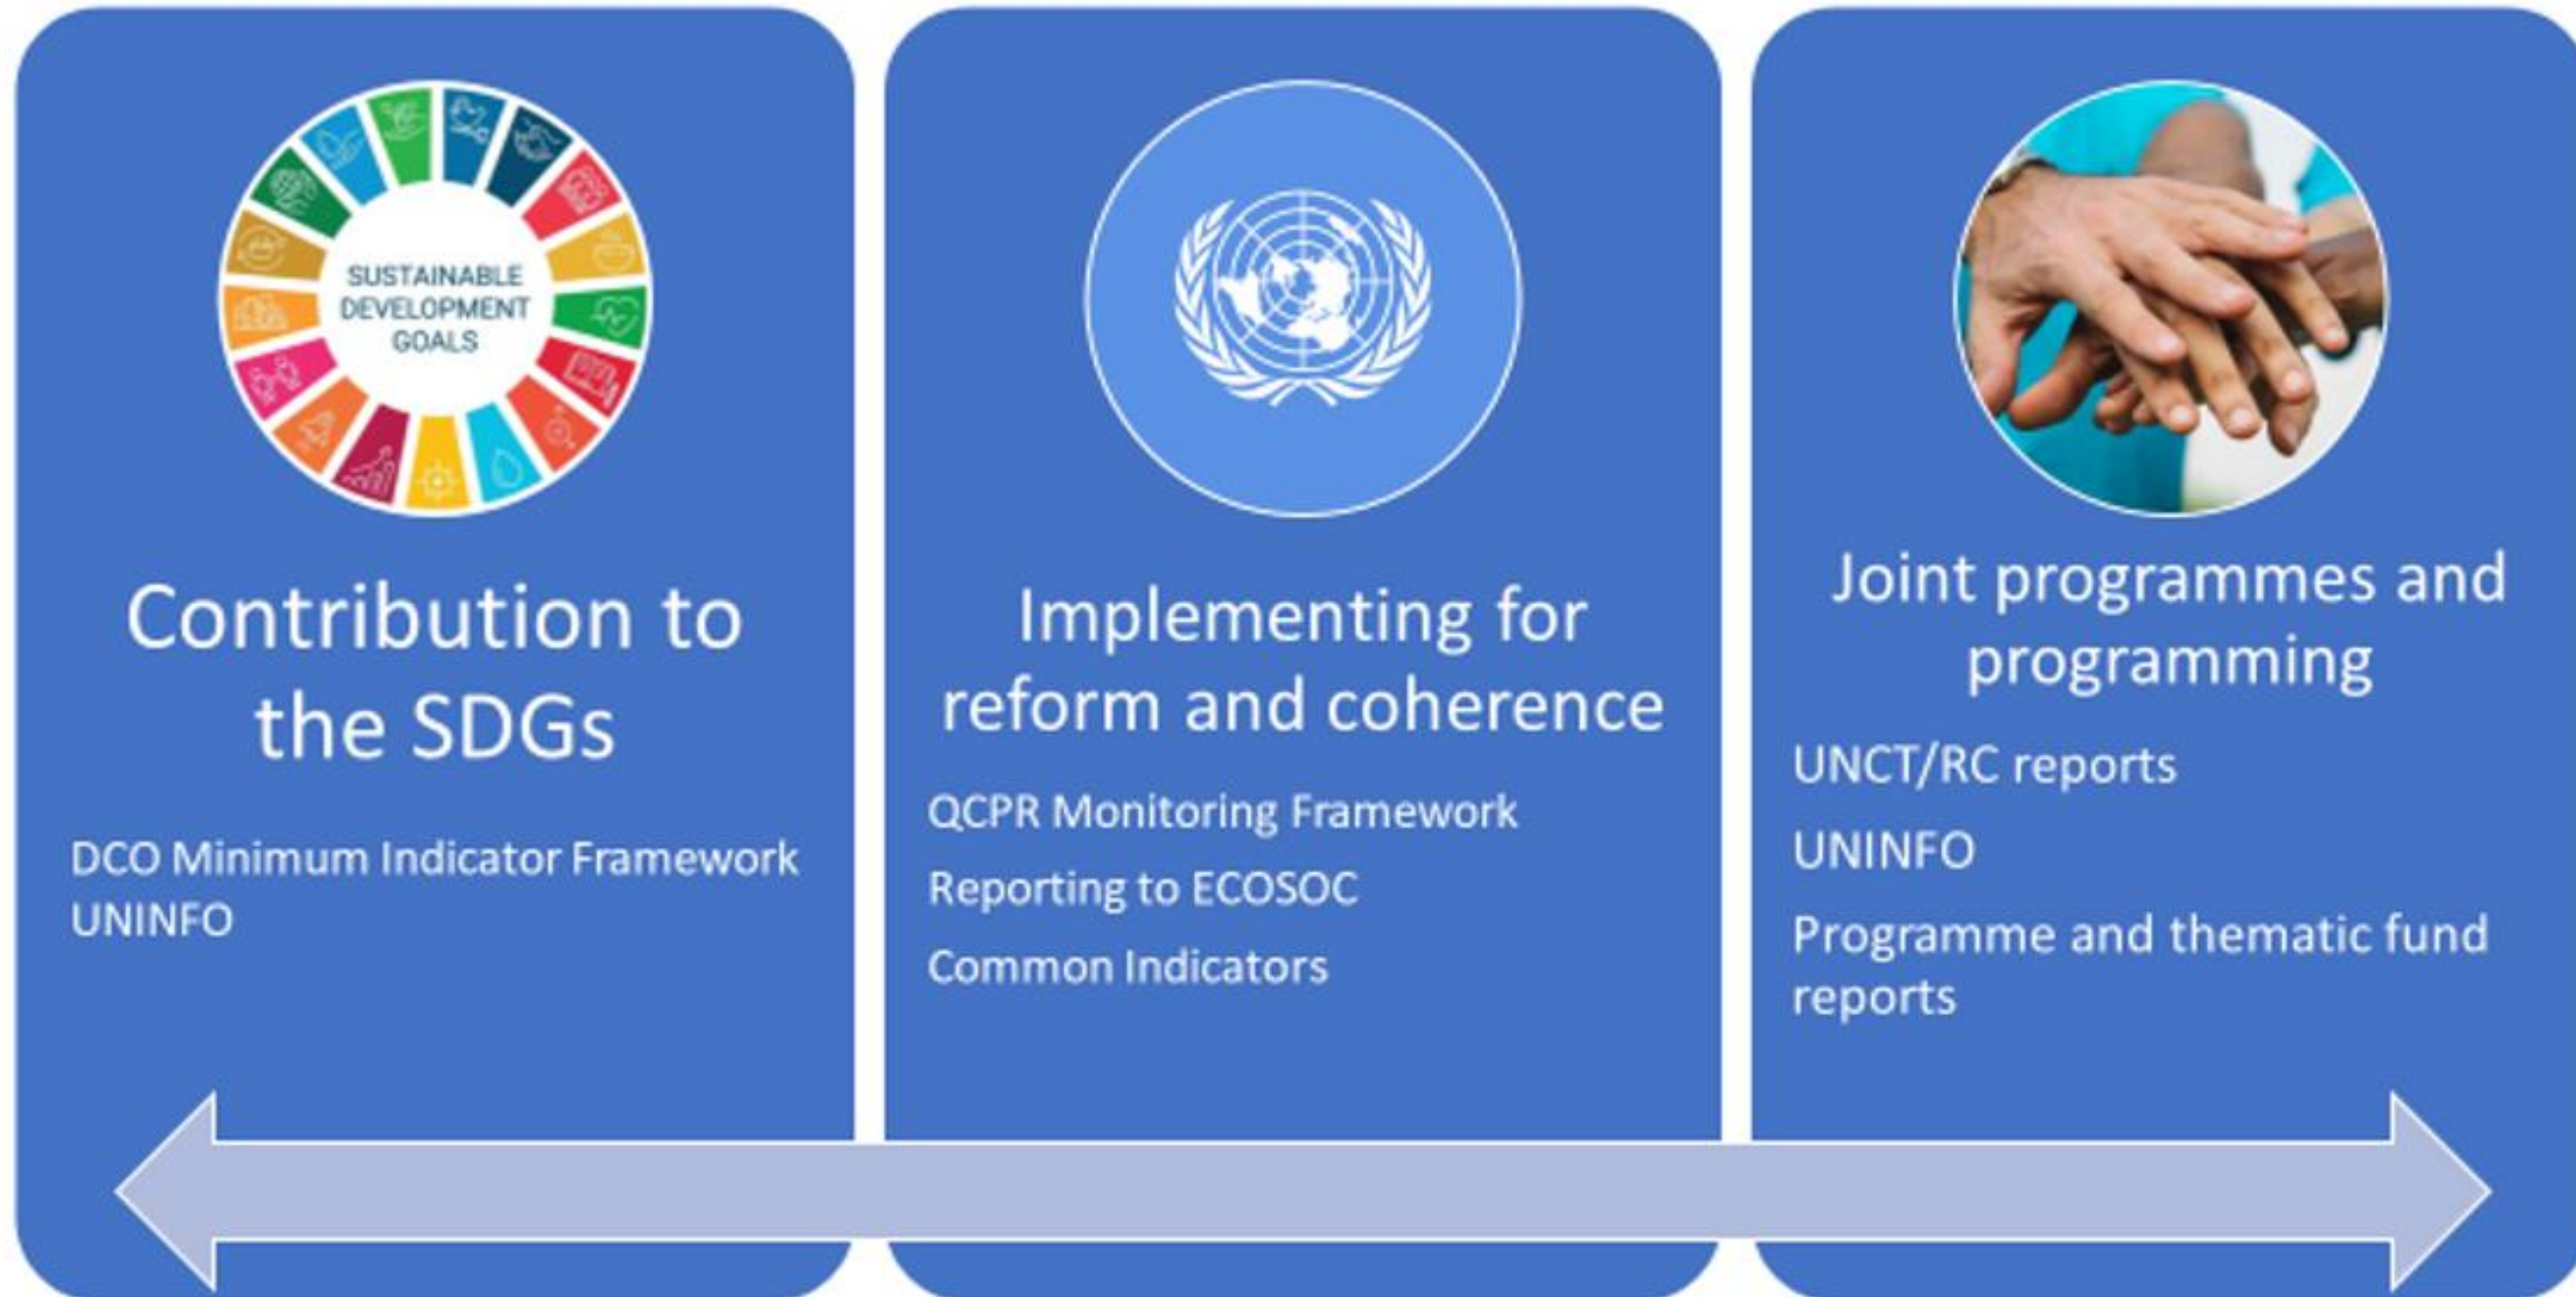 SUSTAINABLE
DEVELOPMENT
GOALS
Contribution to
the SDGs
DCO Minimum Indicator Framework
UNINFO
Implementing for
reform and coherence
QCPR Monitoring Framework
Reporting to ECOSOC
Common Indicators
Joint programmes and
programming
UNCT/RC reports
UNINFO
Programme and thematic fund
reports